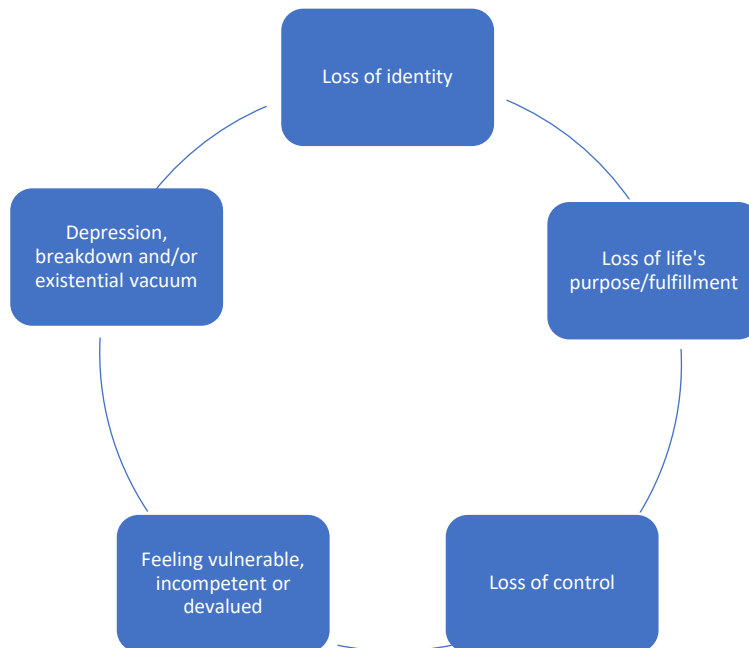 Loss of identity
Loss of life's
purpose/fulfillment
Loss of control
Feeling vulnerable,
incompetent or
devalued
Depression,
breakdown and/or
existential vacuum